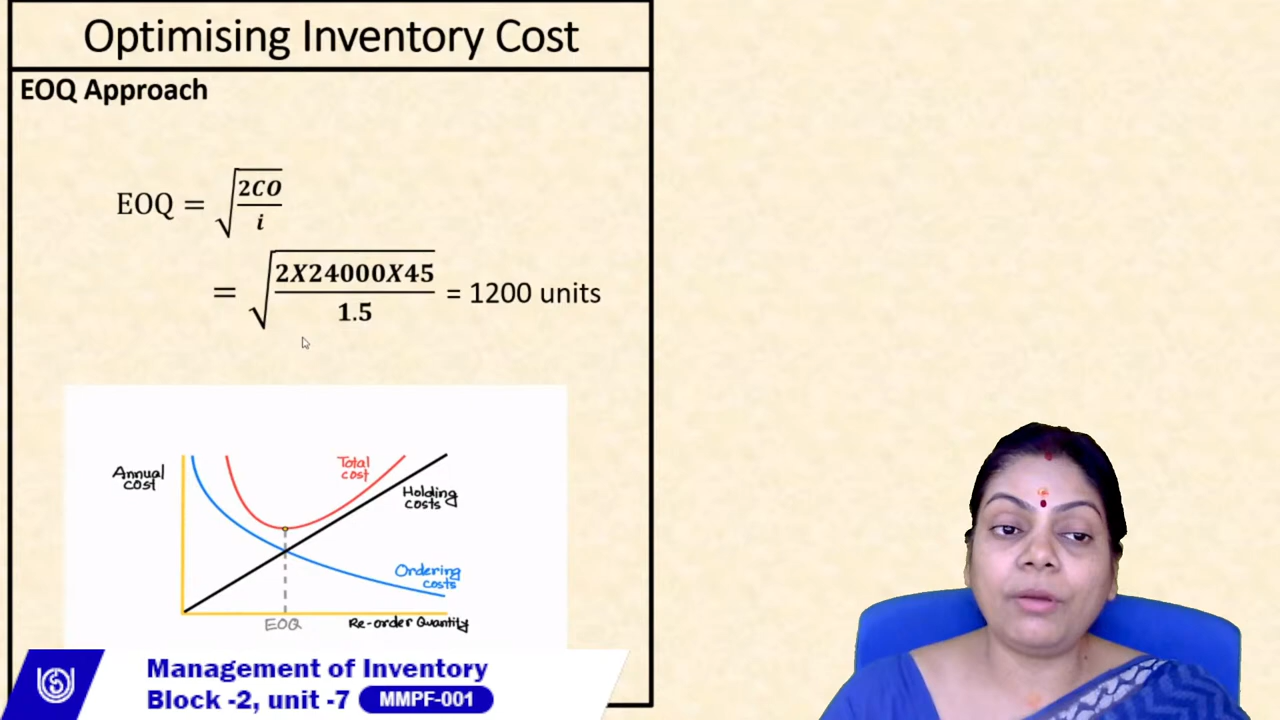 Optimising Inventory Cost
EOQ Approach
EOQ = √(2CO/i)
= √(2X24000X45/1.5) = 1200 units
Annual cost
Total cost
Holding costs
Ordering costs
EOQ
Re-order Quantity
Management of Inventory
Block -2, unit -7 MMPF-001